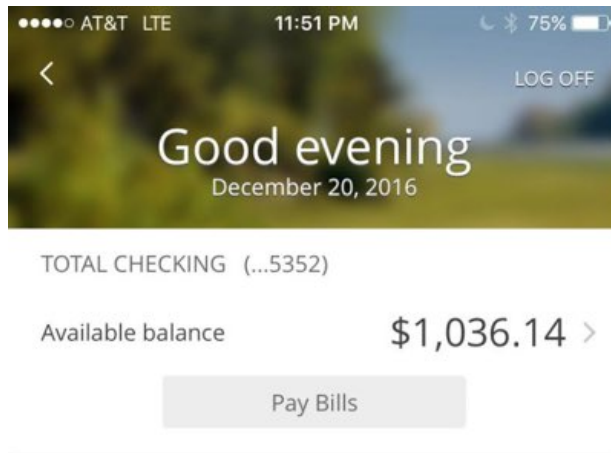 AT&T LTE 11:51 PM 75%
LOG OFF
Good evening
December 20, 2016
TOTAL CHECKING (...5352)
Available balance $1,036.14
Pay Bills